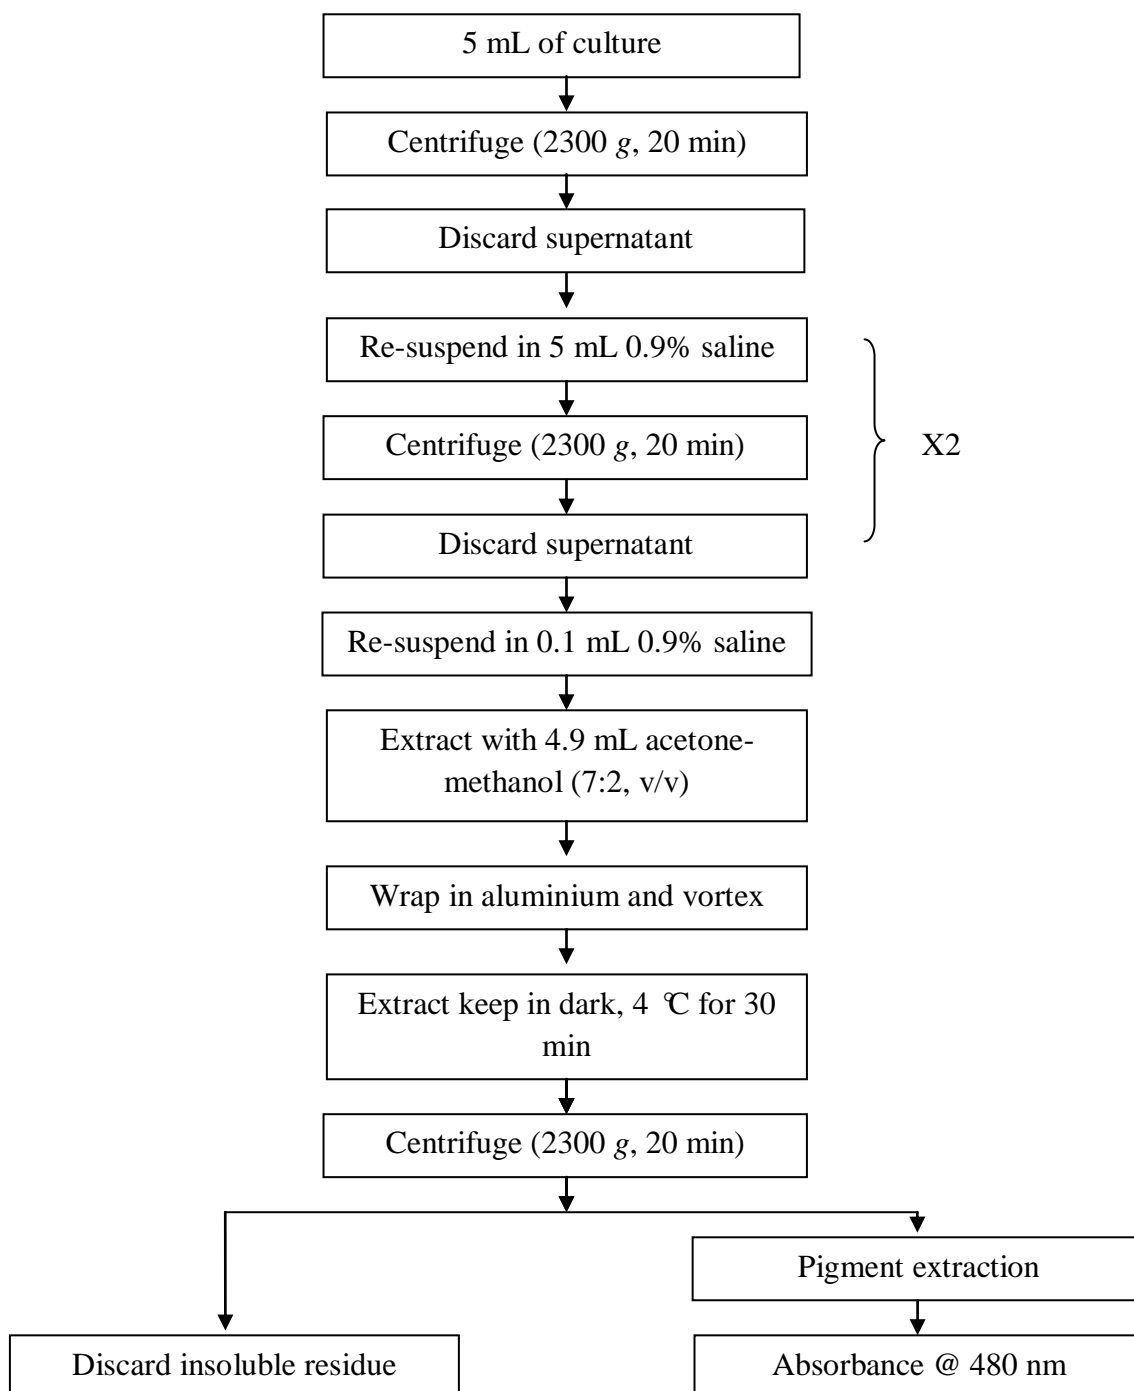 5 mL of culture
Centrifuge (2300 g, 20 min)
Discard supernatant
Re-suspend in 5 mL 0.9% saline
Centrifuge (2300 g, 20 min)
X2
Discard supernatant
Re-suspend in 0.1 mL 0.9% saline
Extract with 4.9 mL acetone-
methanol (7:2, v/v)
Wrap in aluminium and vortex
Extract keep in dark, 4 °C for 30
min
Centrifuge (2300 g, 20 min)
Pigment extraction
Discard insoluble residue
Absorbance @ 480 nm